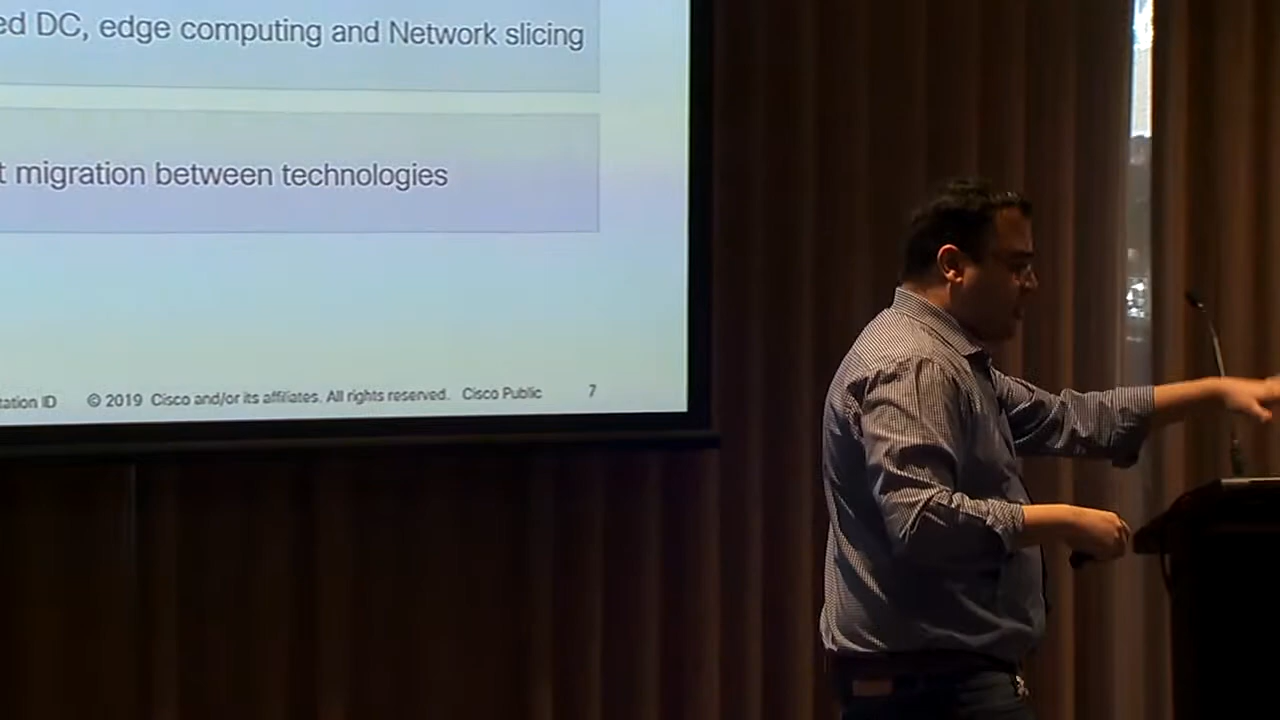 ed DC, edge computing and Network slicing
t migration between technologies
tation ID © 2019 Cisco and/or its affiliates. All rights reserved. Cisco Public 7